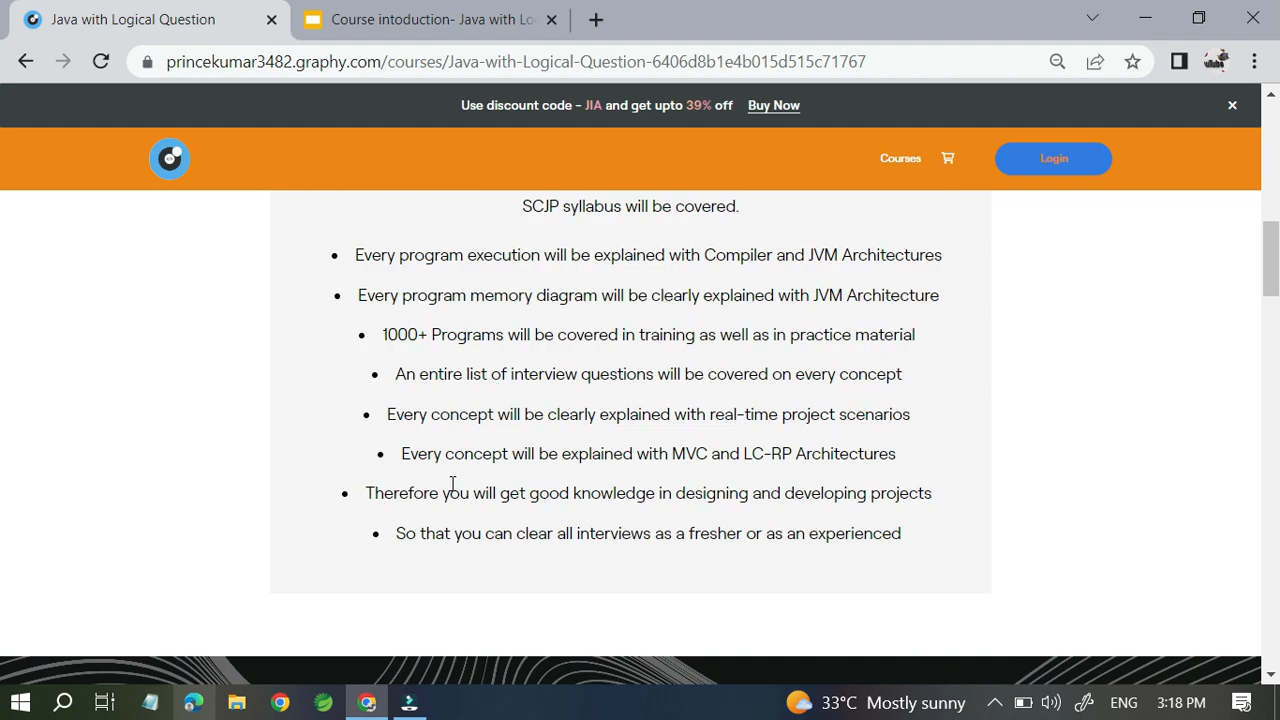 Java with Logical Question
Course intoduction- Java with Lo
princekumar3482.graphy.com/courses/Java-with-Logical-Question-6406d8b1e4b015d515c71767
Use discount code - JIA and get upto 39% off Buy Now
Courses
Login
SCJP syllabus will be covered.
• Every program execution will be explained with Compiler and JVM Architectures
• Every program memory diagram will be clearly explained with JVM Architecture
• 1000+ Programs will be covered in training as well as in practice material
• An entire list of interview questions will be covered on every concept
• Every concept will be clearly explained with real-time project scenarios
• Every concept will be explained with MVC and LC-RP Architectures
• Therefore you will get good knowledge in designing and developing projects
• So that you can clear all interviews as a fresher or as an experienced
33°C Mostly sunny
ENG
3:18 PM